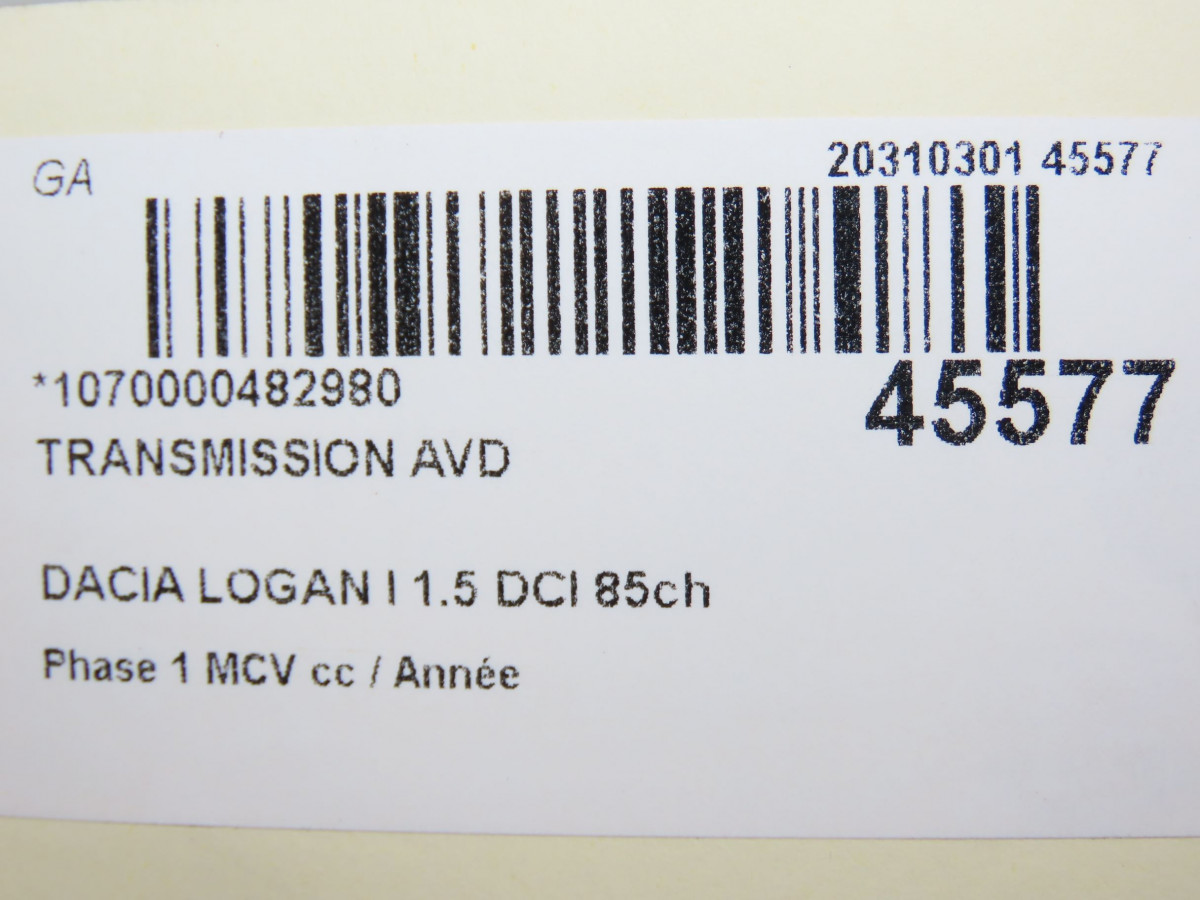 GA
20310301 45577
*1070000482980
45577
TRANSMISSION AVD
DACIA LOGAN I 1.5 DCI 85ch
Phase 1 MCV cc / Année